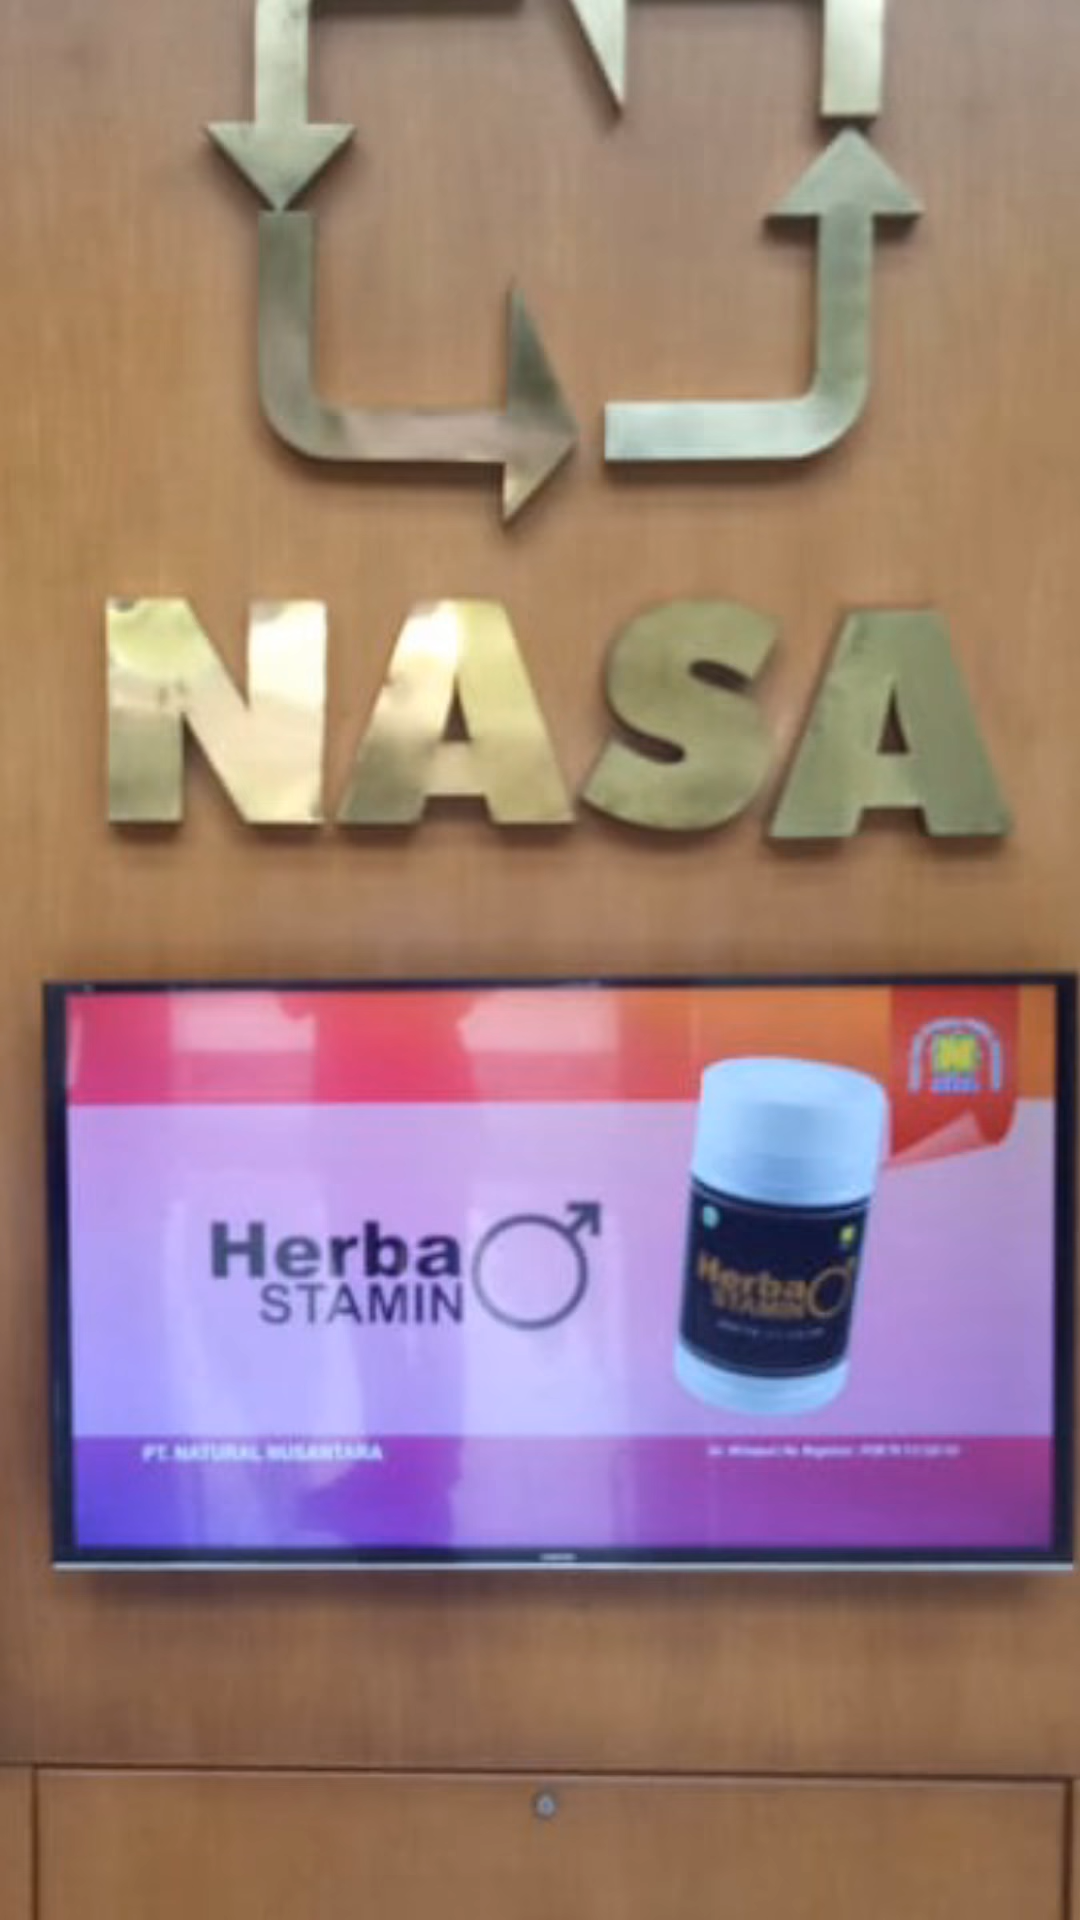 NASA
Herba
STAMIN
Herba
STAMIN
PT. NATURAL NUSANTARA